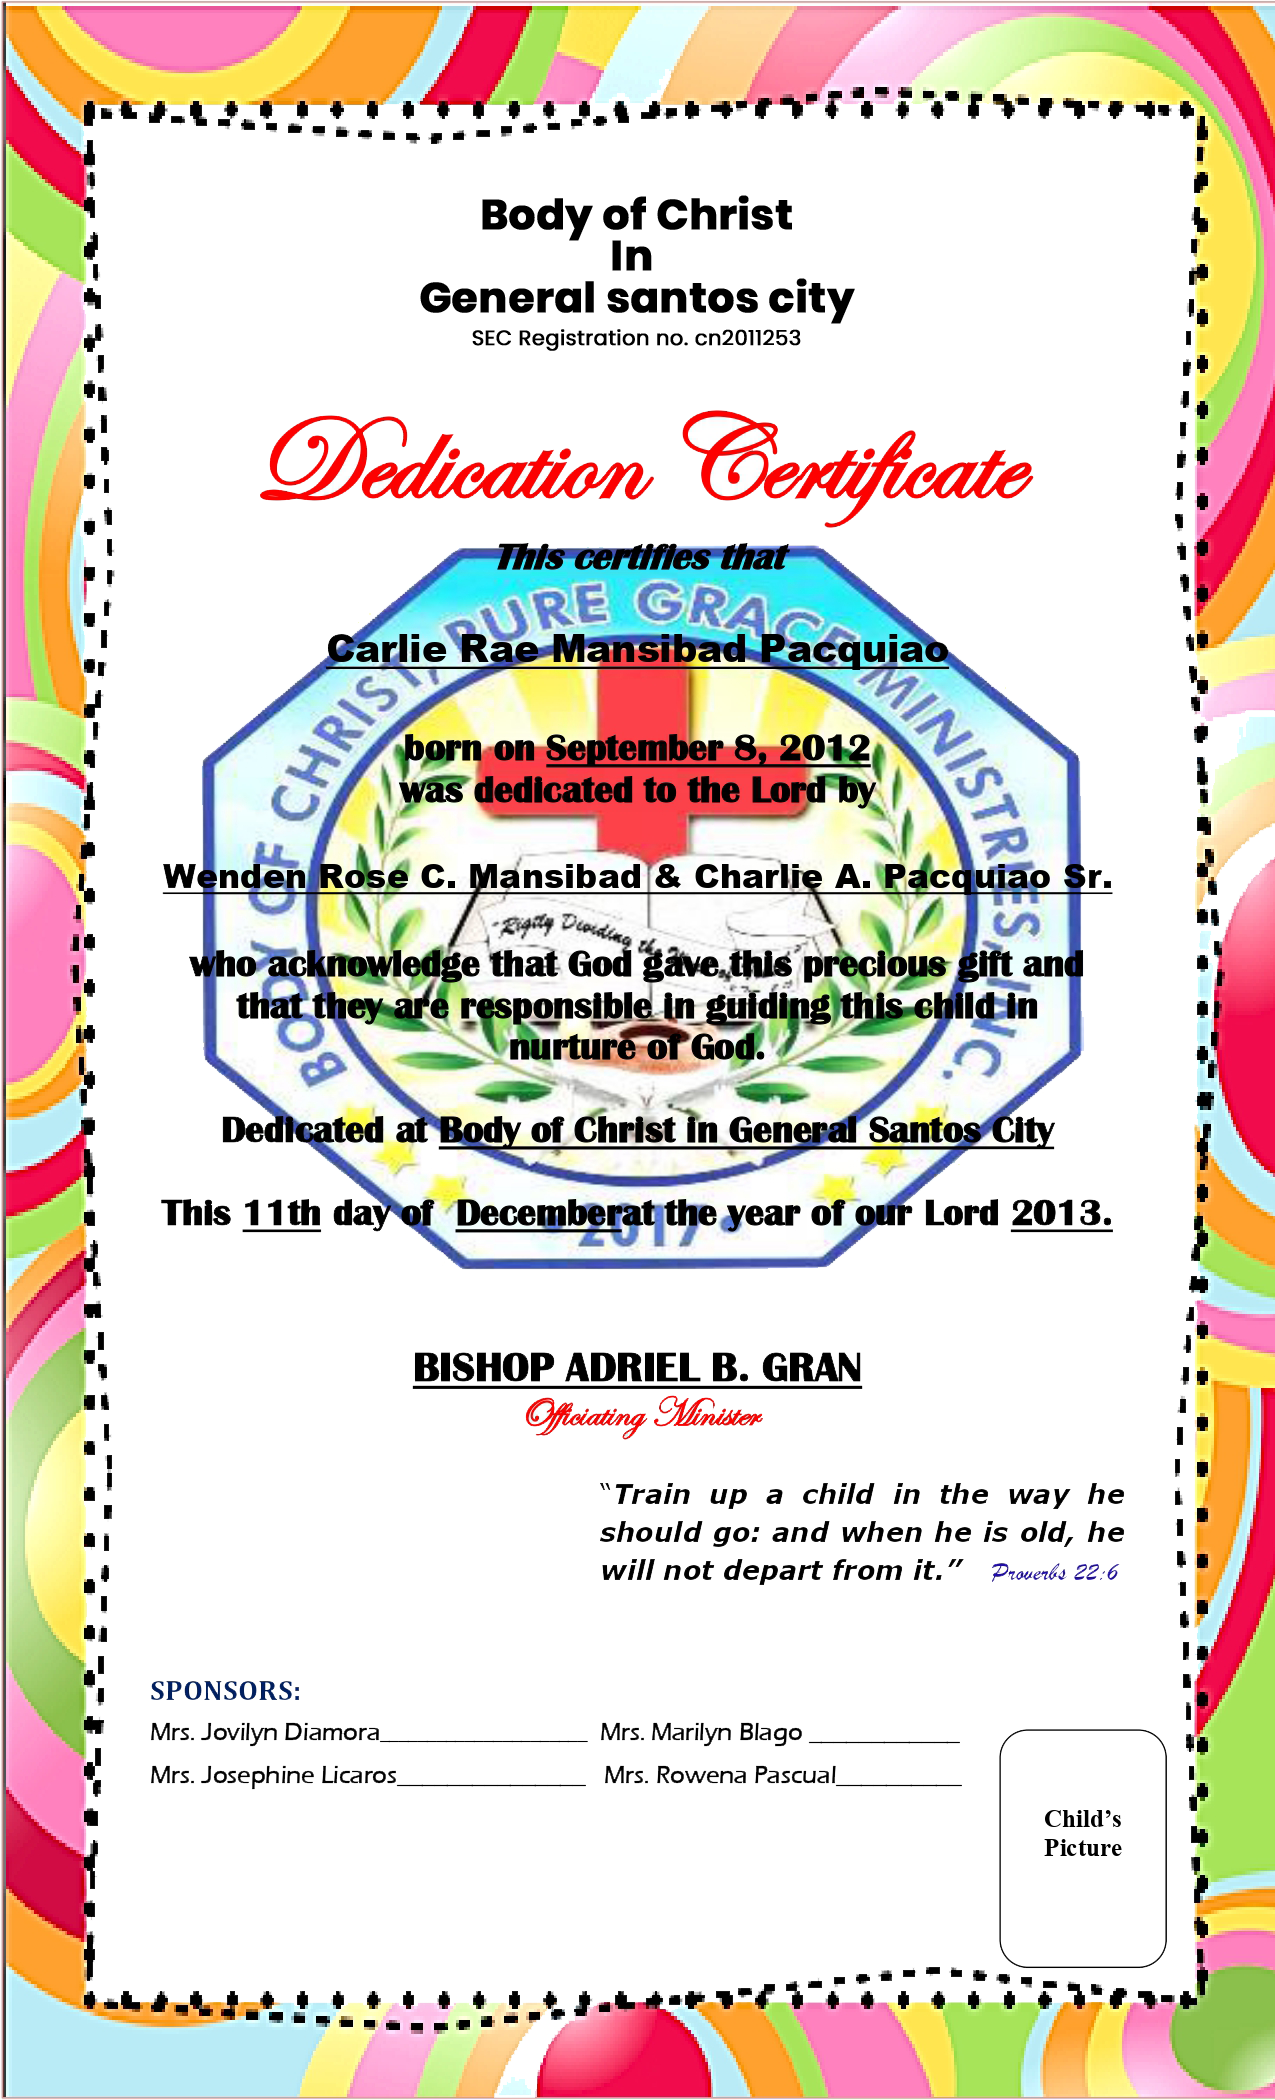 Body of Christ
In
General santos city
SEC Registration no. cn2011253
Dedication Certificate
This certifies that
BODY OF CHRIST, PURE GRACE MINISTRIES, INC.
Carlie Rae Mansibad Pacquiao
born on September 8, 2012
was dedicated to the Lord by
Wenden Rose C. Mansibad & Charlie A. Pacquiao Sr.
"Rigtly Dividing the
who acknowledge that God gave this precious gift and
that they are responsible in guiding this child in
nurture of God.
Dedicated at Body of Christ in General Santos City
This 11th day of Decemberat the year of our Lord 2013.
2017
BISHOP ADRIEL B. GRAN
Officiating Minister
“Train up a child in the way he
should go: and when he is old, he
will not depart from it.” Proverbs 22:6
SPONSORS:
Mrs. Jovilyn Diamora_________________ Mrs. Marilyn Blago ____________
Mrs. Josephine Licaros_______________ Mrs. Rowena Pascual__________
Child’s
Picture